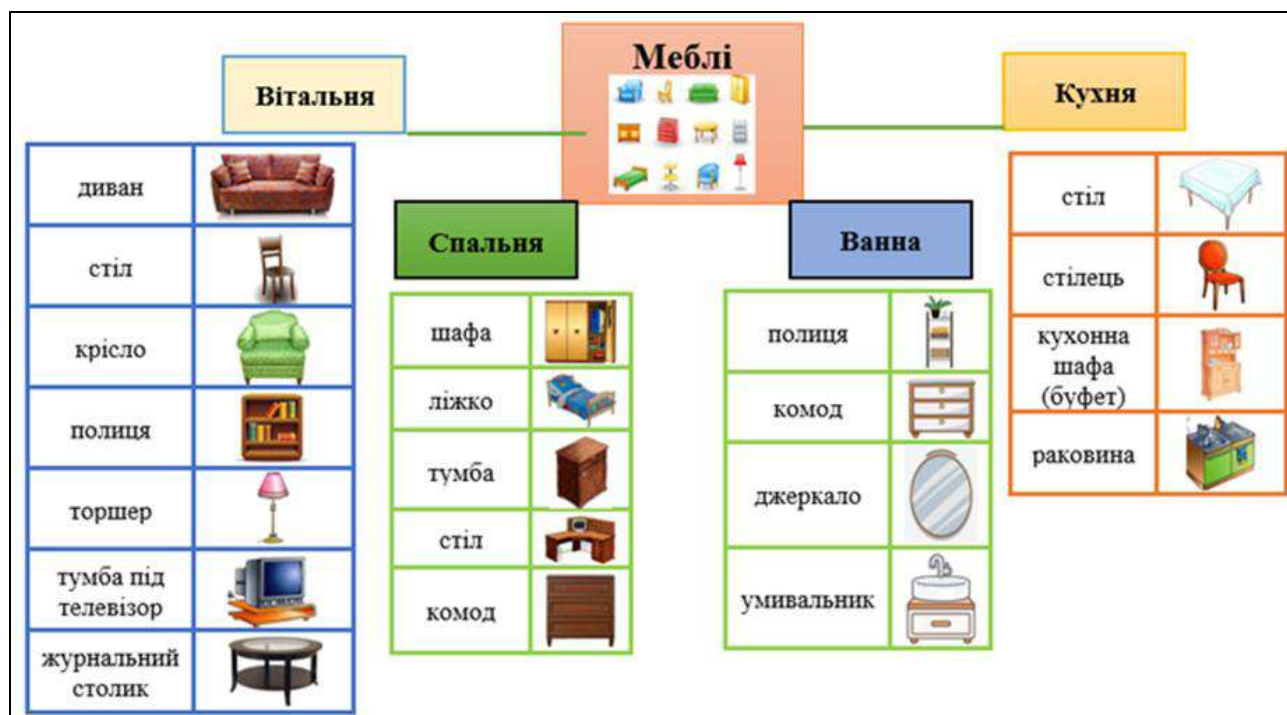 Меблі
Вітальня
диван
стіл
крісло
полиця
торшер
тумба під
телевізор
журнальний
столик
Спальня
шафа
ліжко
тумба
стіл
комод
Ванна
полиця
комод
джеркало
умивальник
Кухня
стіл
стілець
кухонна
шафа
(буфет)
раковина